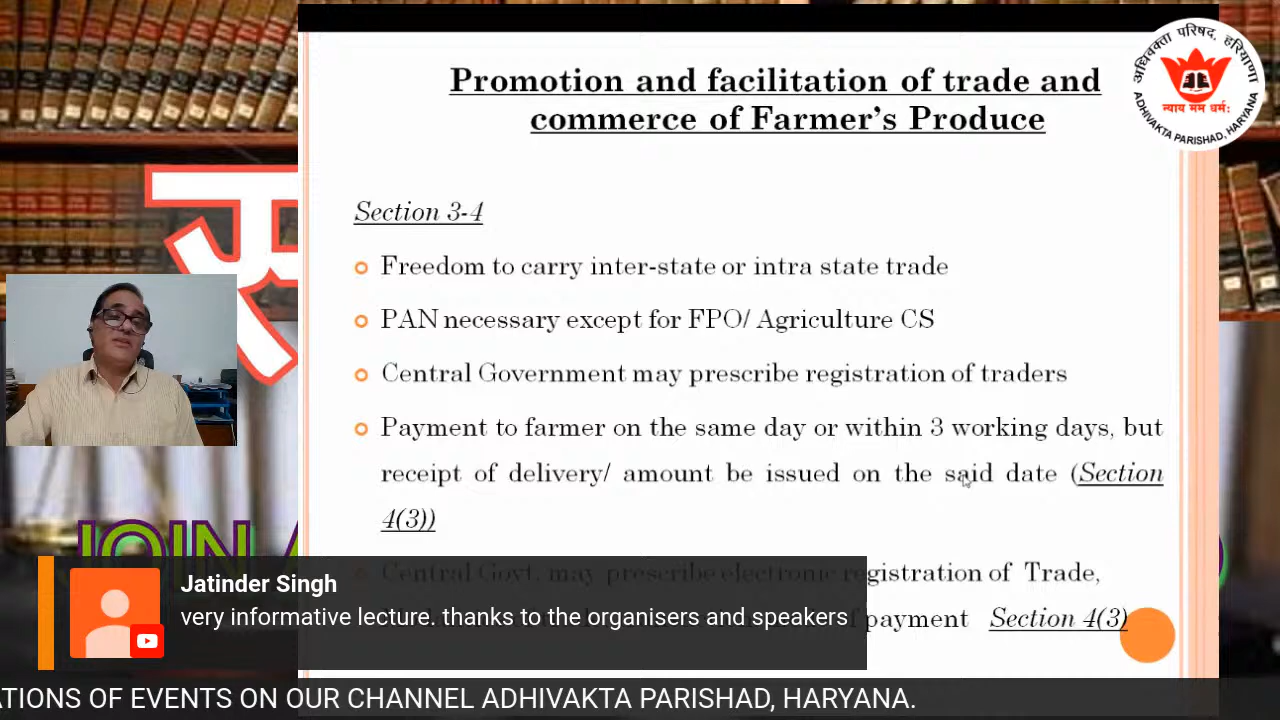 Promotion and facilitation of trade and
commerce of Farmer's Produce
अधिवक्ता परिषद, हरियाणा
न्याय मम धर्मः
ADHIVAKTA PARISHAD, HARYANA
Section 3-4
Freedom to carry inter-state or intra state trade
PAN necessary except for FPO/ Agriculture CS
Central Government may prescribe registration of traders
Payment to farmer on the same day or within 3 working days, but
receipt of delivery/ amount be issued on the said date (Section
4(3))
Central Govt. may prescribe electronic registration of Trade,
payment Section 4(3)
JOIN
Jatinder Singh
very informative lecture. thanks to the organisers and speakers
ATIONS OF EVENTS ON OUR CHANNEL ADHIVAKTA PARISHAD, HARYANA.